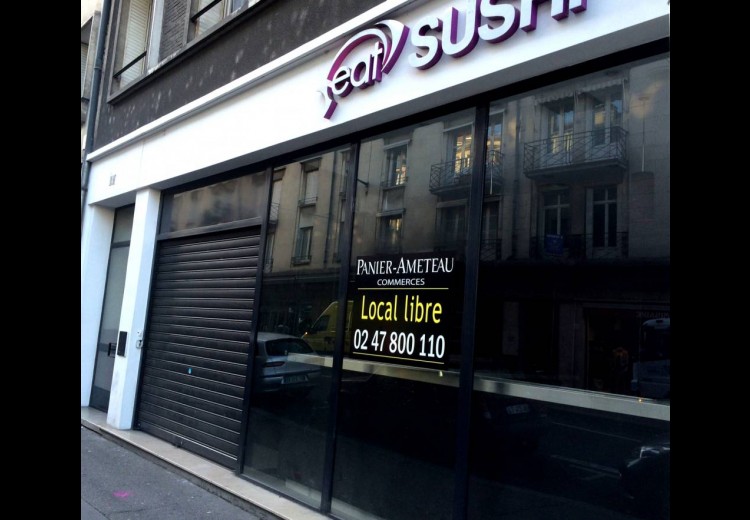 eat SUSHI
PANIER-AMETEAU
COMMERCES
Local libre
02 47 800 110